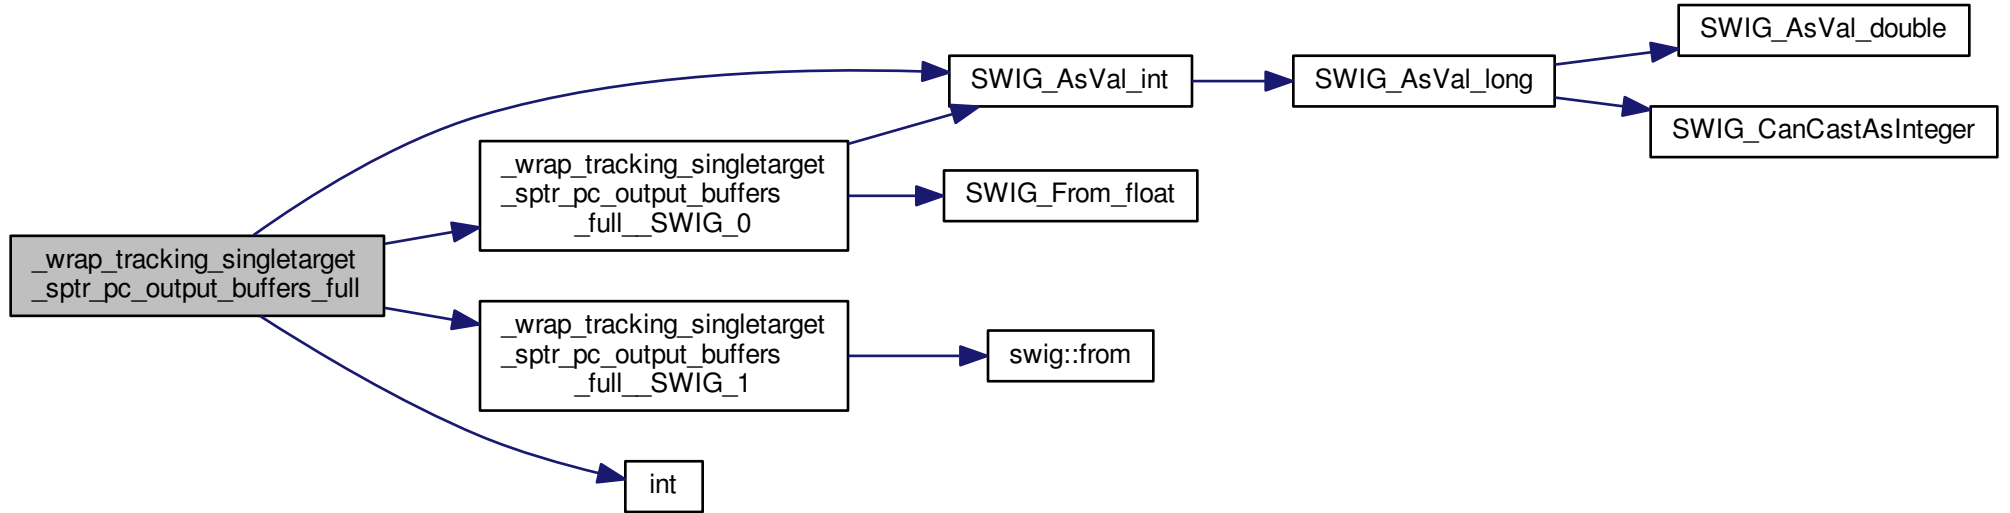 _wrap_tracking_singletarget
_sptr_pc_output_buffers_full
_wrap_tracking_singletarget
_sptr_pc_output_buffers
_full__SWIG_0
_wrap_tracking_singletarget
_sptr_pc_output_buffers
_full__SWIG_1
int
SWIG_AsVal_int
SWIG_From_float
swig::from
SWIG_AsVal_long
SWIG_AsVal_double
SWIG_CanCastAsInteger